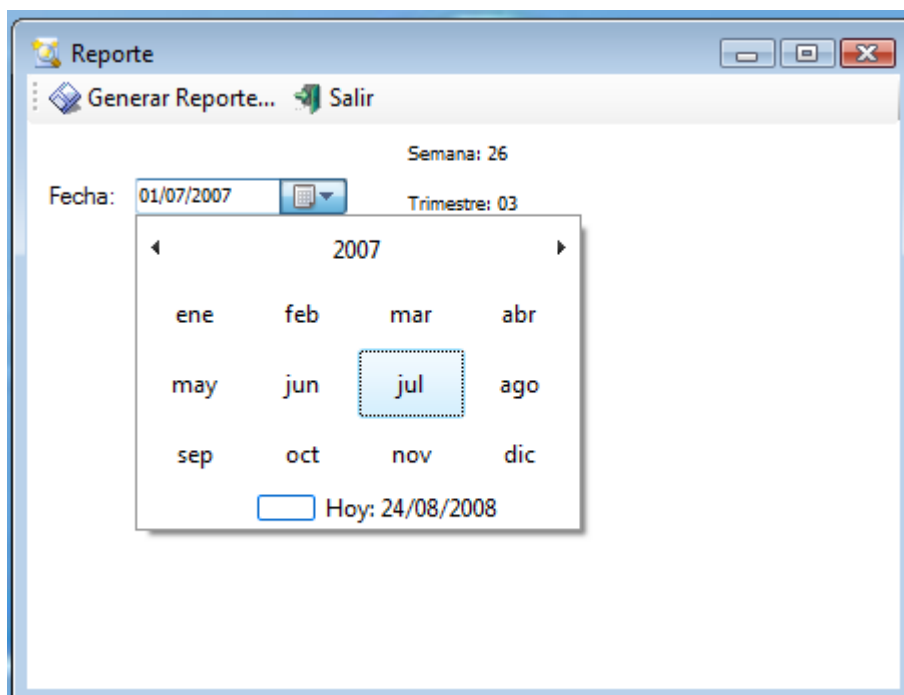 Reporte
Generar Reporte... Salir
Semana: 26
Fecha: 01/07/2007
Trimestre: 03
2007
ene feb mar abr
may jun jul ago
sep oct nov dic
Hoy: 24/08/2008